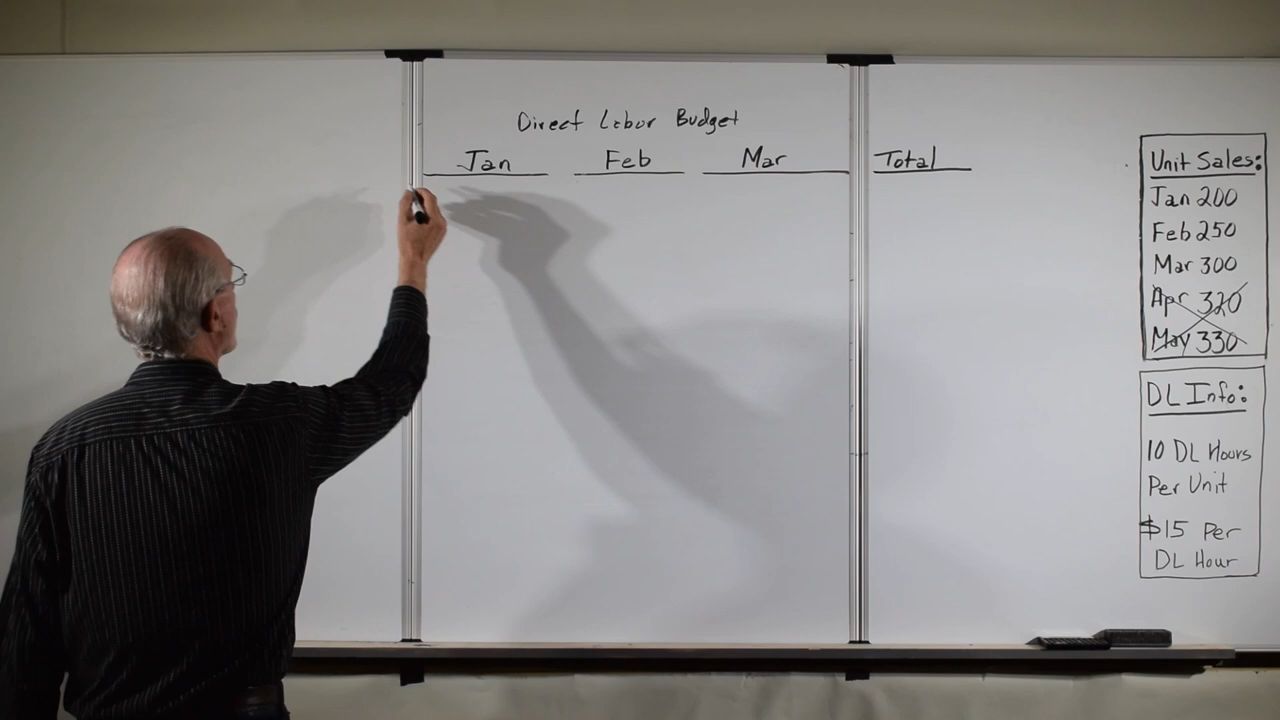 Direct Labor Budget
Jan Feb Mar Total
Unit Sales:
Jan 200
Feb 250
Mar 300
Apr 320
May 330
DL Info:
10 DL Hours
Per Unit
$15 Per
DL Hour